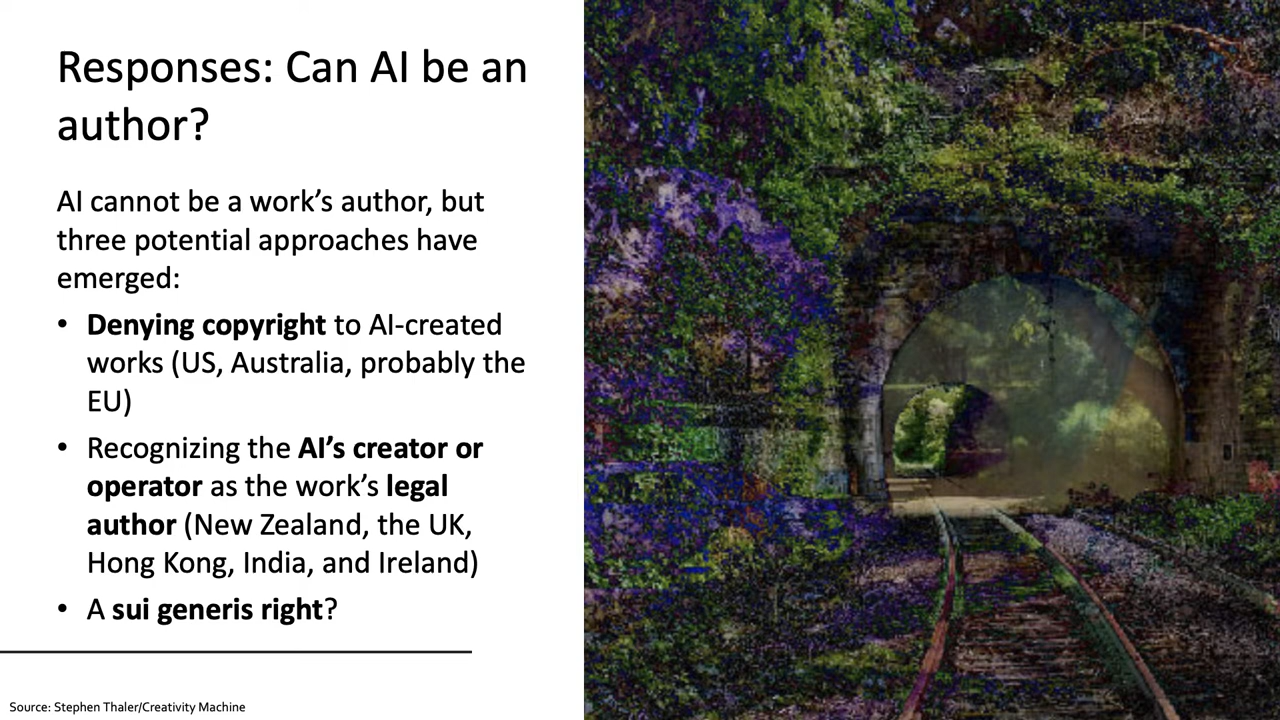 Responses: Can AI be an
author?
AI cannot be a work’s author, but
three potential approaches have
emerged:
• Denying copyright to AI-created
works (US, Australia, probably the
EU)
• Recognizing the AI’s creator or
operator as the work’s legal
author (New Zealand, the UK,
Hong Kong, India, and Ireland)
• A sui generis right?
Source: Stephen Thaler/Creativity Machine